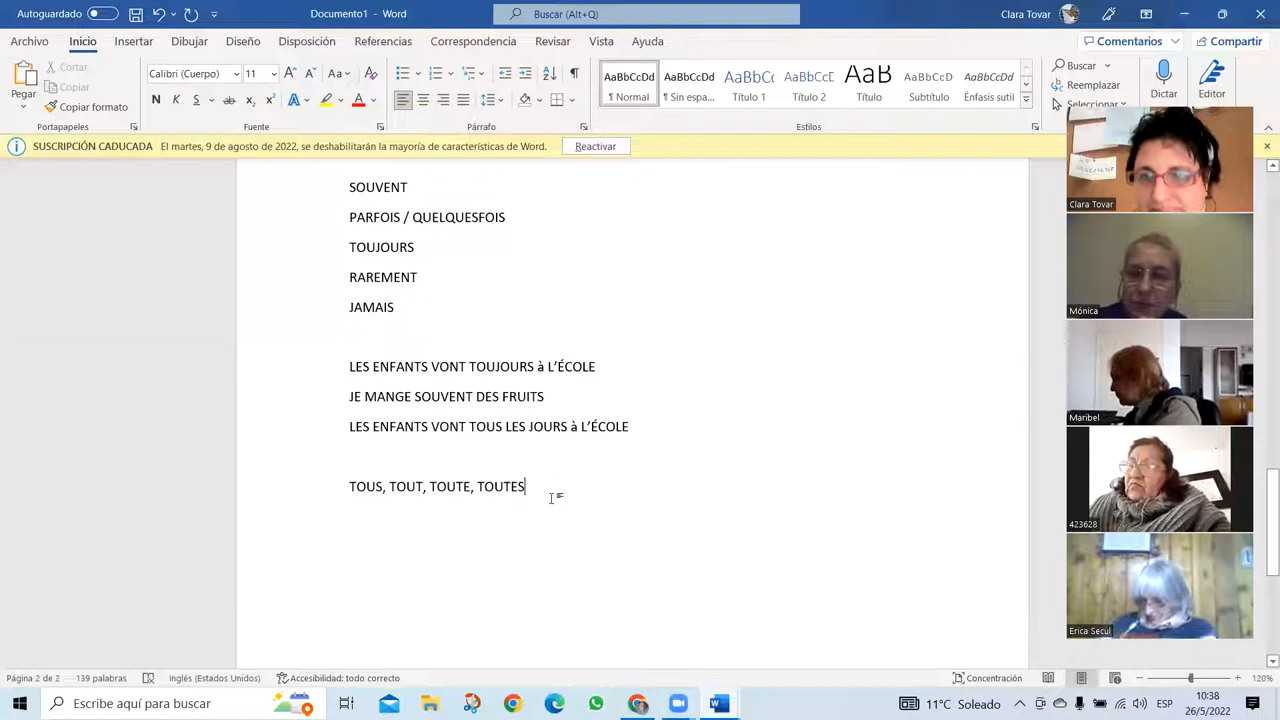 Autoguardado
Documento1 - Word
Buscar (Alt+Q)
Clara Tovar
Archivo Inicio Insertar Dibujar Diseño Disposición Referencias Correspondencia Revisar Vista Ayuda
Comentarios Compartir
Pegar
Cortar
Copiar
Copiar formato
Portapapeles
Calibri (Cuerpo) 11
Fuente
Párrafo
AaBbCcDd AaBbCcDd AaBbCc AaBbCcD AaB AaBbCcD AaBbCcDd
¶ Normal ¶ Sin espa... Título 1 Título 2 Título Subtítulo Énfasis sutil
Estilos
Buscar
Reemplazar
Seleccionar
Dictar
Editor
SUSCRIPCIÓN CADUCADA El martes, 9 de agosto de 2022, se deshabilitarán la mayoría de características de Word. Reactivar
SOUVENT
PARFOIS / QUELQUESFOIS
TOUJOURS
RAREMENT
JAMAIS
LES ENFANTS VONT TOUJOURS à L'ÉCOLE
JE MANGE SOUVENT DES FRUITS
LES ENFANTS VONT TOUS LES JOURS à L'ÉCOLE
TOUS, TOUT, TOUTE, TOUTES
Clara Tovar
Mónica
Maribel
423628
Erica Secul
Página 2 de 2 139 palabras Inglés (Estados Unidos) Accesibilidad: todo correcto Concentración 120%
Escribe aquí para buscar
11°C Soleado
ESP
10:38
26/5/2022